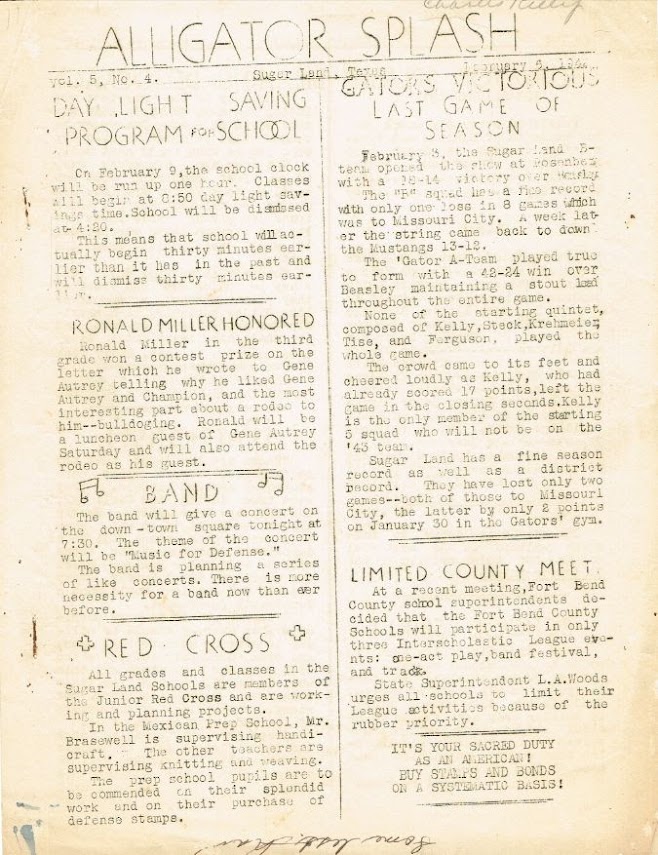 Charles Kelly
ALLIGATOR SPLASH
Vol. 5, No. 4. Sugar Land, Texas February 6, 194
DAY LIGHT SAVING
PROGRAM FOR SCHOOL
On February 9,the school clock
will be run up one hour. Classes
will begin at 8:50 day light sav-
ings time.School will be dismissed
at 4:20.
This means that school will ac-
tually begin thirty minutes ear-
lier than it has in the past and
will dismiss thirty minutes ear-
lier.
RONALD MILLER HONORED
Ronald Miller in the third
grade won a contest prize on the
letter which he wrote to Gene
Autrey telling why he liked Gene
Autrey and Champion, and the most
interesting part about a rodeo to
him--bulldoging. Ronald will be
a luncheon guest of Gene Autrey
Saturday and will also attend the
rodeo as his guest.
BAND
The band will give a concert on
the down-town square tonight at
7:30. The theme of the concert
will be "Music for Defense."
The band is planning a series
of like concerts. There is more
necessity for a band now than ever
before.
RED CROSS
All grades and classes in the
Sugar Land Schools are members of
the Junior Red Cross and are work-
ing and planning projects.
In the Mexican Prep School, Mr.
Brasewell is supervising handi-
craft. The other teachers are
supervising knitting and weaving.
The prep school pupils are to
be commended on their splendid
work and on their purchase of
defense stamps.
GATORS VICTORIOUS
LAST GAME OF
SEASON
February 3, the Sugar Land B-
team opened the show at Rosenberg
with a 18-14 victory over Beasley
The "B" squad has a fine record
with only one loss in 8 games which
was to Missouri City. A week lat-
er the string came back to down
the Mustangs 13-12.
The 'Gator A-Team played true
to form with a 42-24 win over
Beasley maintaining a stout lead
throughout the entire game.
None of the starting quintet,
composed of Kelly,Steck,Krehmeier,
Tise, and Ferguson, played the
whole game.
The crowd came to its feet and
cheered loudly as Kelly, who had
already scored 17 points,left the
game in the closing seconds.Kelly
is the only member of the starting
5 squad who will not be on the
'43 team.
Sugar Land has a fine season
record as well as a district
record. They have lost only two
games--both of those to Missouri
City, the latter by only 2 points
on January 30 in the Gators' gym.
LIMITED COUNTY MEET
At a recent meeting,Fort Bend
County school superintendents de-
cided that the Fort Bend County
Schools will participate in only
three Interscholastic League eve-
nts: one-act play,band festival,
and track.
State Superintendent L.A.Woods
urges all schools to limit their
League activities because of the
rubber priority.
IT'S YOUR SACRED DUTY
AS AN AMERICAN!
BUY STAMPS AND BONDS
ON A SYSTEMATIC BASIS!